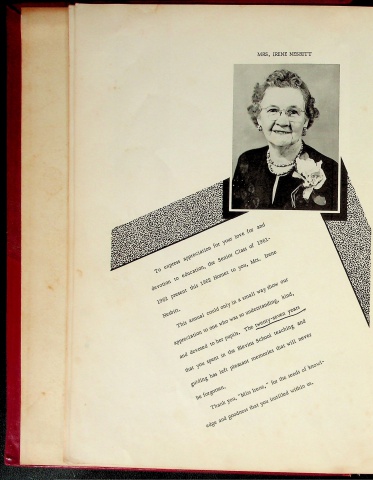 MRS. IRENE NESBITT
To express appreciation for your love for and
devotion to education, the Senior Class of 1961-
1962 present this 1962 Hornet to you, Mrs. Irene
This annual could only in a small way show our
appreciation to one who was so understanding, kind,
and devoted to her pupils. The twenty-seven years
that you spent in the Blevins School teaching and
guiding has left pleasant memories that will never
be forgotten.
Thank you, "Miss Irene," for the seeds of knowl-
edge and goodness that you instilled within us.